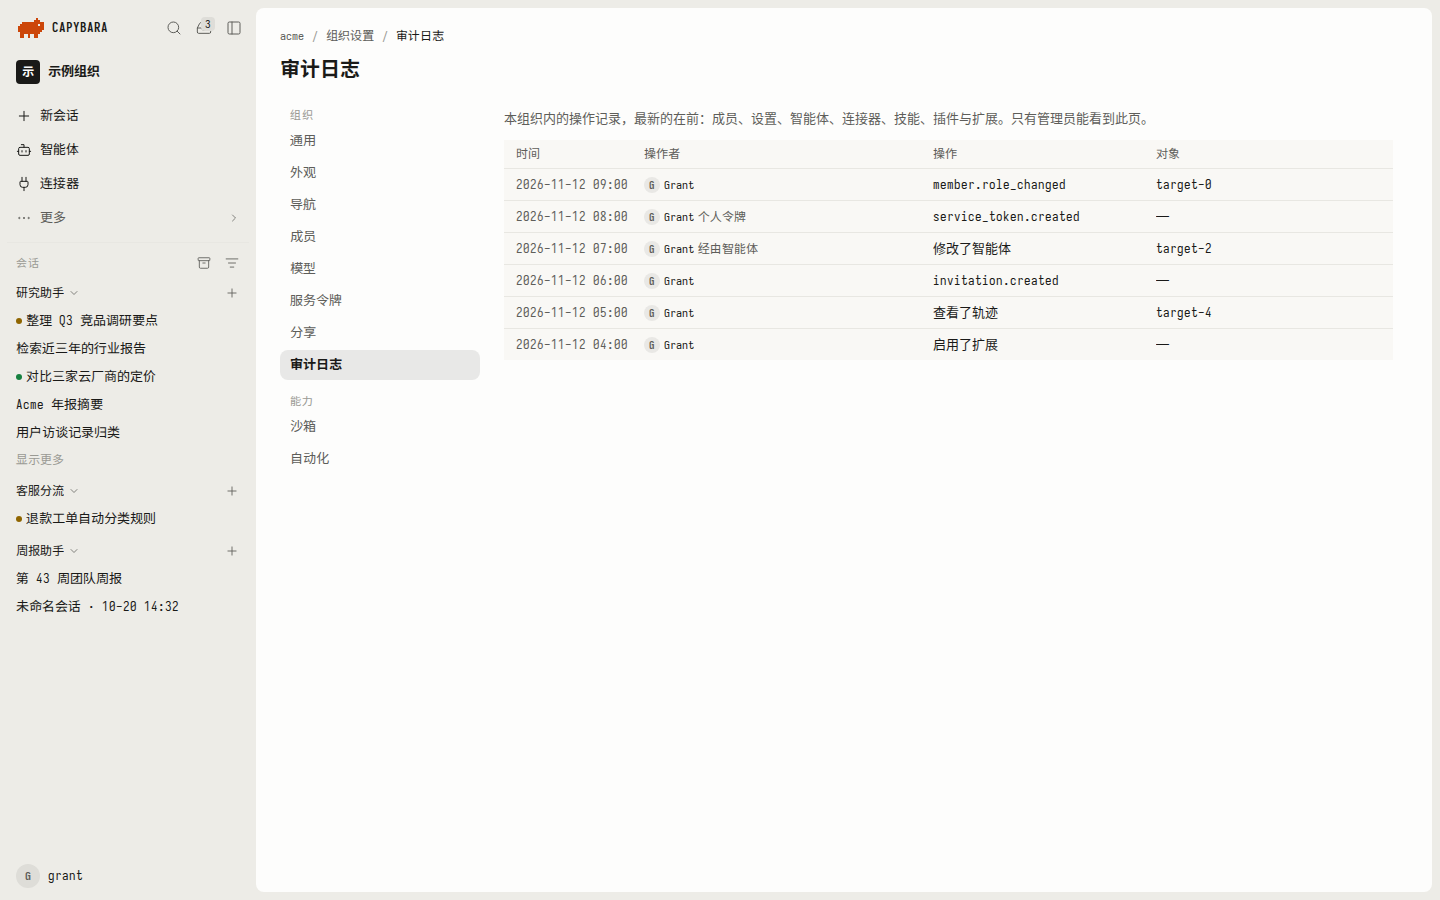 CAPYBARA
3
示 示例组织
新会话
智能体
连接器
更多
会话
研究助手
整理 Q3 竞品调研要点
检索近三年的行业报告
对比三家云厂商的定价
Acme 年报摘要
用户访谈记录归类
显示更多
客服分流
退款工单自动分类规则
周报助手
第 43 周团队周报
未命名会话 · 10-20 14:32
G grant
acme / 组织设置 / 审计日志
审计日志
组织
通用
外观
导航
成员
模型
服务令牌
分享
审计日志
能力
沙箱
自动化
本组织内的操作记录，最新的在前：成员、设置、智能体、连接器、技能、插件与扩展。只有管理员能看到此页。
时间 操作者 操作 对象
2026-11-12 09:00 G Grant member.role_changed target-0
2026-11-12 08:00 G Grant 个人令牌 service_token.created —
2026-11-12 07:00 G Grant 经由智能体 修改了智能体 target-2
2026-11-12 06:00 G Grant invitation.created —
2026-11-12 05:00 G Grant 查看了轨迹 target-4
2026-11-12 04:00 G Grant 启用了扩展 —